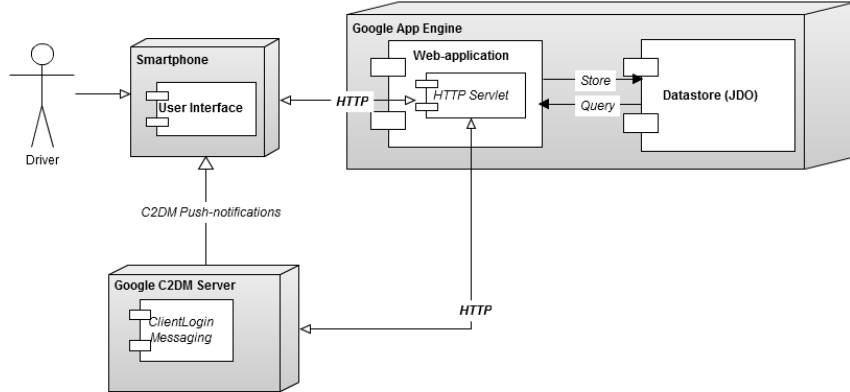 Google App Engine
Smartphone
Web-application
User Interface
HTTP
HTTP Servlet
Store
Query
Datastore (JDO)
Driver
C2DM Push-notifications
Google C2DM Server
ClientLogin
Messaging
HTTP